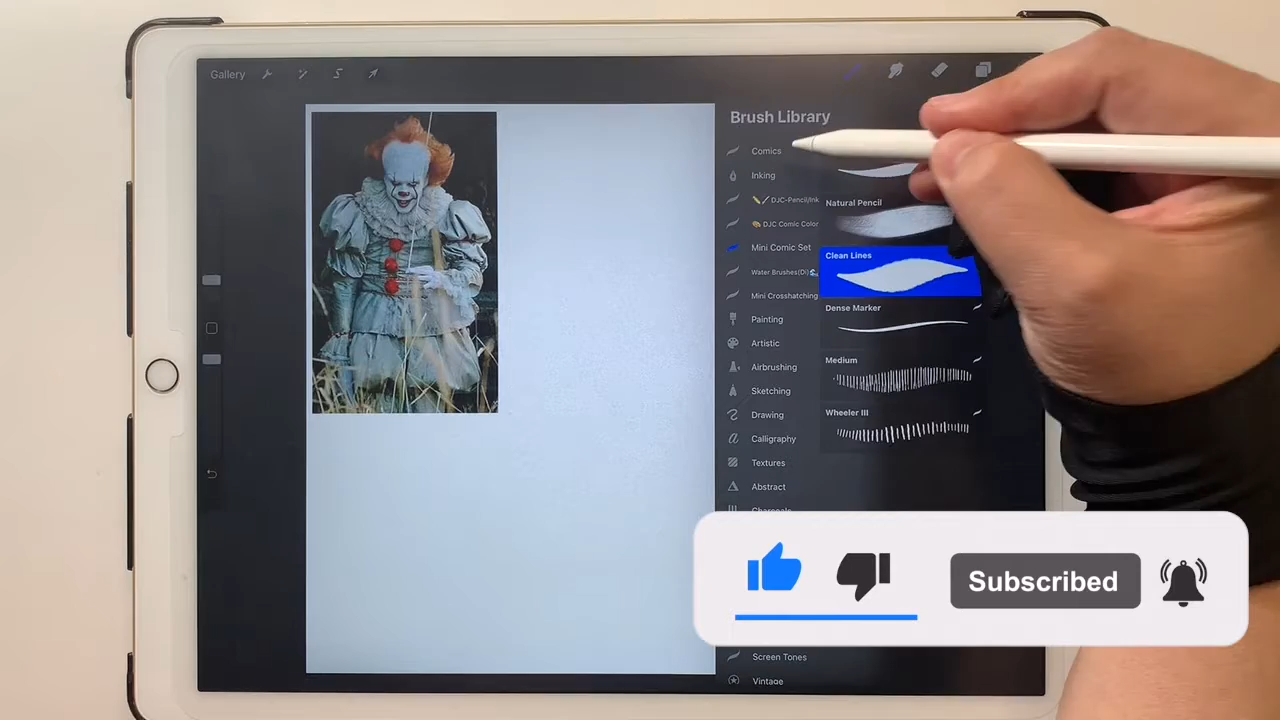 Gallery
Brush Library
Comics
Inking
DJC-Pencil/Ink
DJC Comic Color
Mini Comic Set
Water Brushes(DI)
Mini Crosshatching
Painting
Artistic
Airbrushing
Sketching
Drawing
Calligraphy
Textures
Abstract
Screen Tones
Vintage
Natural Pencil
Clean Lines
Dense Marker
Medium
Wheeler III
Subscribed